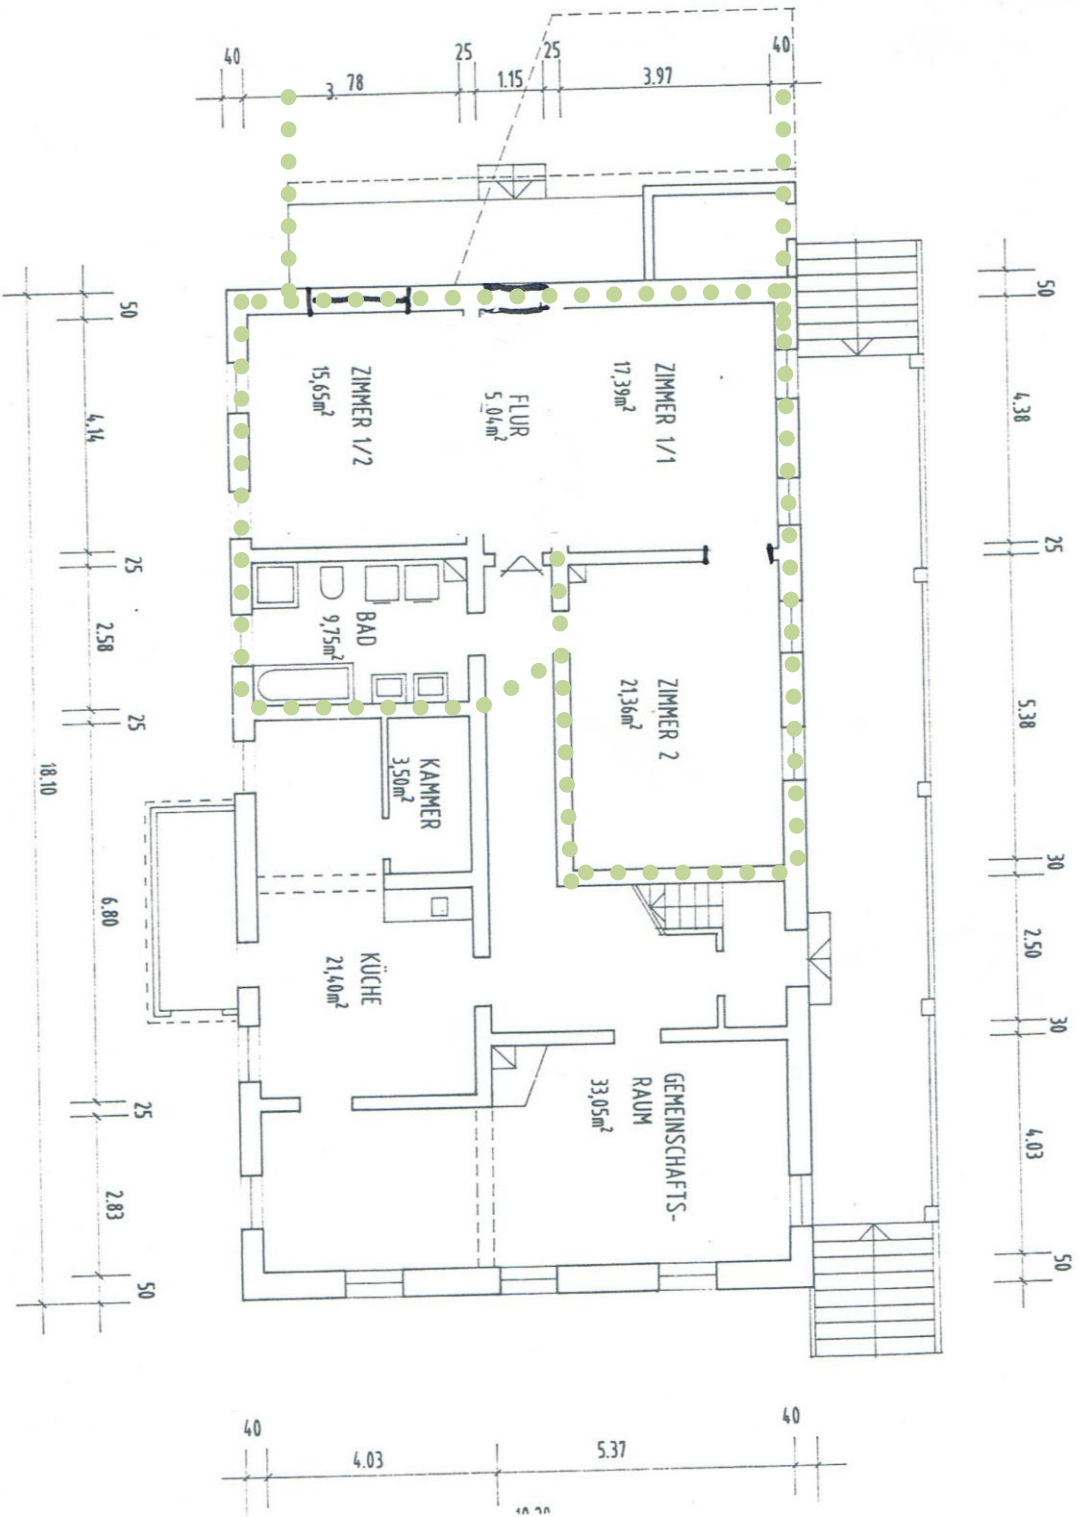 40
3. 78
25
1.15
25
3.97
40
50
4.14
25
2.58
25
18.10
6.80
25
2.83
50
50
4.38
25
5.38
30
2.50
30
4.03
50
ZIMMER 1/2
15,65m²
FLUR
5.04m²
ZIMMER 1/1
17,39m²
BAD
9,75m²
ZIMMER 2
21,36m²
KAMMER
3,50m²
KÜCHE
21,40m²
GEMEINSCHAFTS-
RAUM
33,05m²
40
4.03
5.37
40